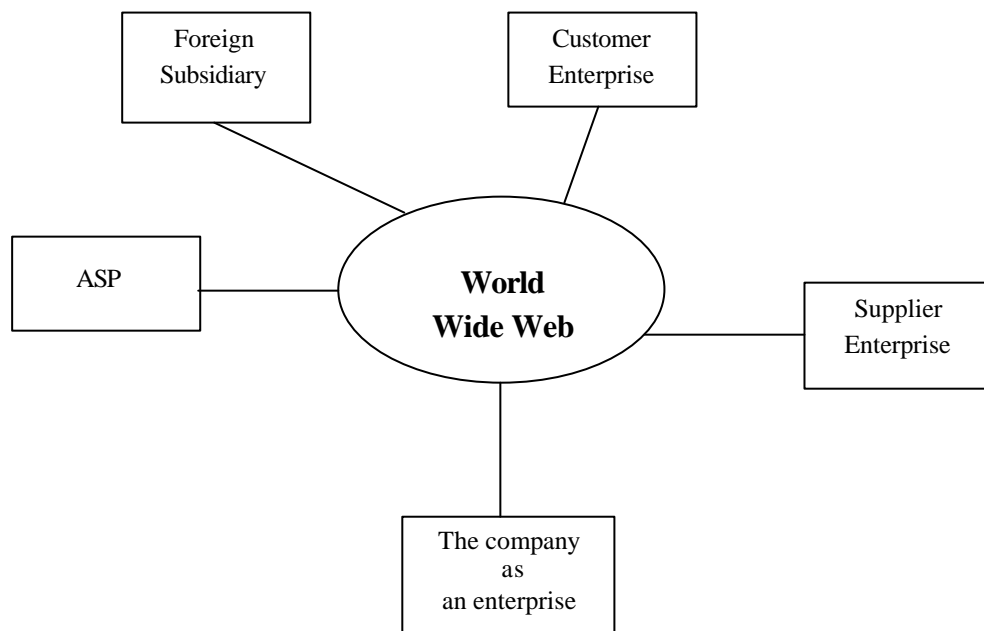 Foreign
Subsidiary
Customer
Enterprise
ASP
World
Wide Web
Supplier
Enterprise
The company
as
an enterprise